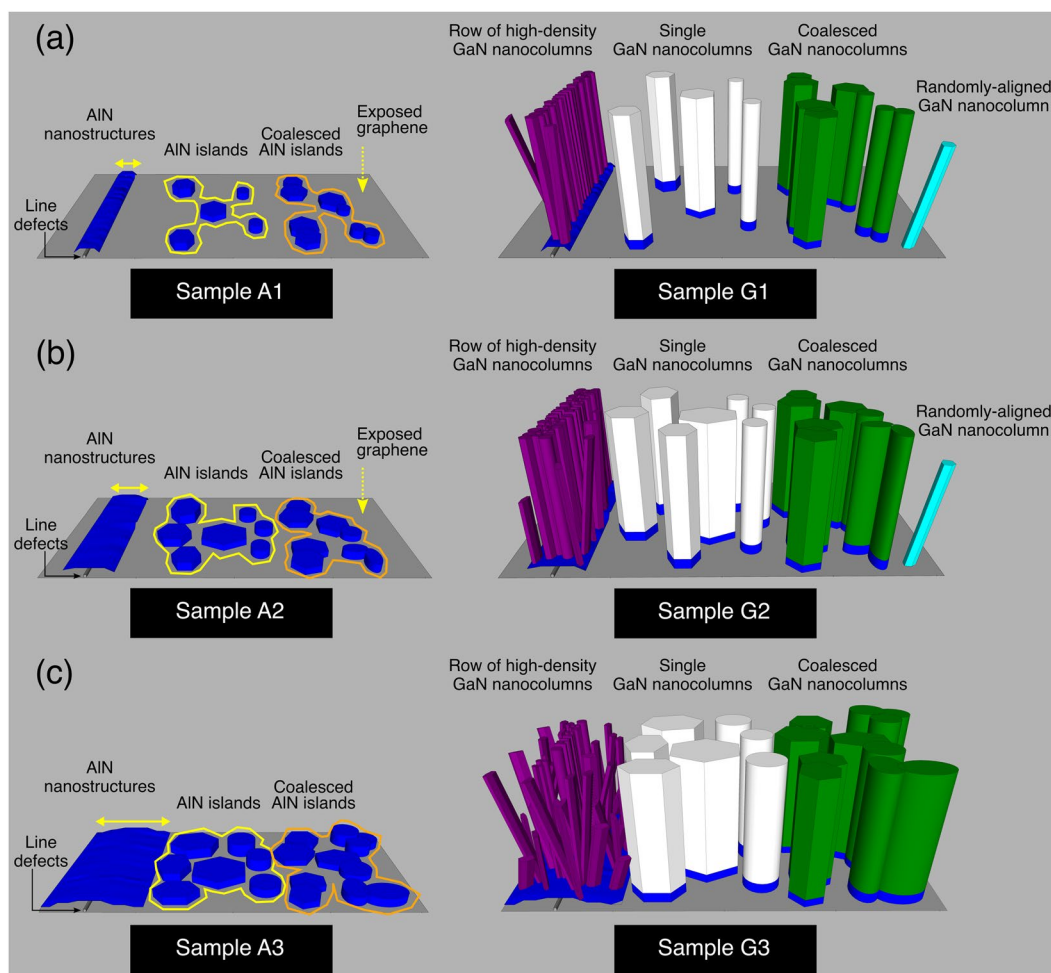 (a)
AlN
nanostructures
AlN islands
Coalesced
AlN islands
Exposed
graphene
Line
defects
Sample A1
Row of high-density
GaN nanocolumns
Single
GaN nanocolumns
Coalesced
GaN nanocolumns
Randomly-aligned
GaN nanocolumn
Sample G1
(b)
AlN
nanostructures
AlN islands
Coalesced
AlN islands
Exposed
graphene
Line
defects
Sample A2
Row of high-density
GaN nanocolumns
Single
GaN nanocolumns
Coalesced
GaN nanocolumns
Randomly-aligned
GaN nanocolumn
Sample G2
(c)
AlN
nanostructures
AlN islands
Coalesced
AlN islands
Line
defects
Sample A3
Row of high-density
GaN nanocolumns
Single
GaN nanocolumns
Coalesced
GaN nanocolumns
Sample G3